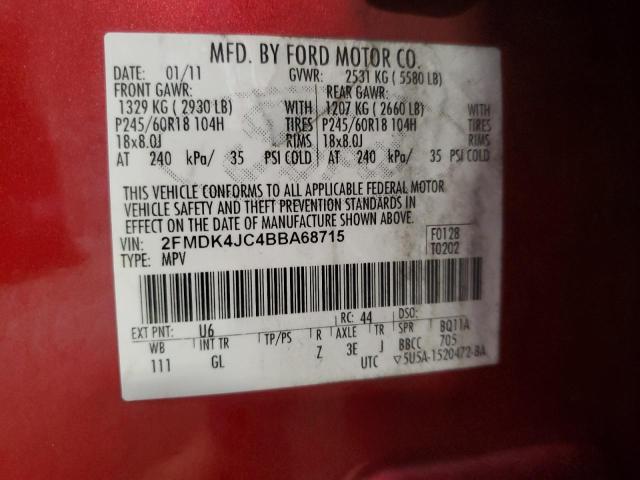 MFD. BY FORD MOTOR CO.
DATE: 01/11 GVWR: 2531 KG ( 5580 LB)
FRONT GAWR: REAR GAWR:
1329 KG ( 2930 LB) WITH 1207 KG ( 2660 LB) WITH
P245/60R18 104H TIRES P245/60R18 104H TIRES
18x8.0J RIMS 18x8.0J RIMS
AT 240 kPa/ 35 PSI COLD AT 240 kPa/ 35 PSI COLD
THIS VEHICLE CONFORMS TO ALL APPLICABLE FEDERAL MOTOR
VEHICLE SAFETY AND THEFT PREVENTION STANDARDS IN
EFFECT ON THE DATE OF MANUFACTURE SHOWN ABOVE.
VIN: 2FMDK4JC4BBA68715 F0128
TYPE: MPV T0202
EXT PNT: U6 RC: 44 DSO:
WB INT TR TP/PS R AXLE TR SPR BQ11A
111 GL Z 3E J BBCC 705
UTC ▽5U5A-1520472-BA